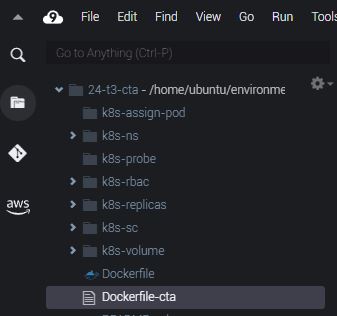 9 File Edit Find View Go Run Tools
Go to Anything (Ctrl-P)
24-t3-cta - /home/ubuntu/environme
k8s-assign-pod
k8s-ns
k8s-probe
k8s-rbac
k8s-replicas
k8s-sc
k8s-volume
Dockerfile
Dockerfile-cta
aws